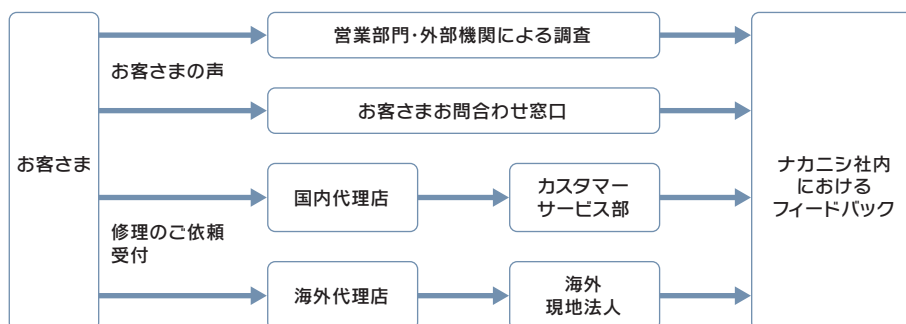 お客さま
お客さまの声
営業部門・外部機関による調査
お客さまお問合わせ窓口
修理のご依頼
受付
国内代理店
カスタマー
サービス部
海外代理店
海外
現地法人
ナカニシ社内
における
フィードバック